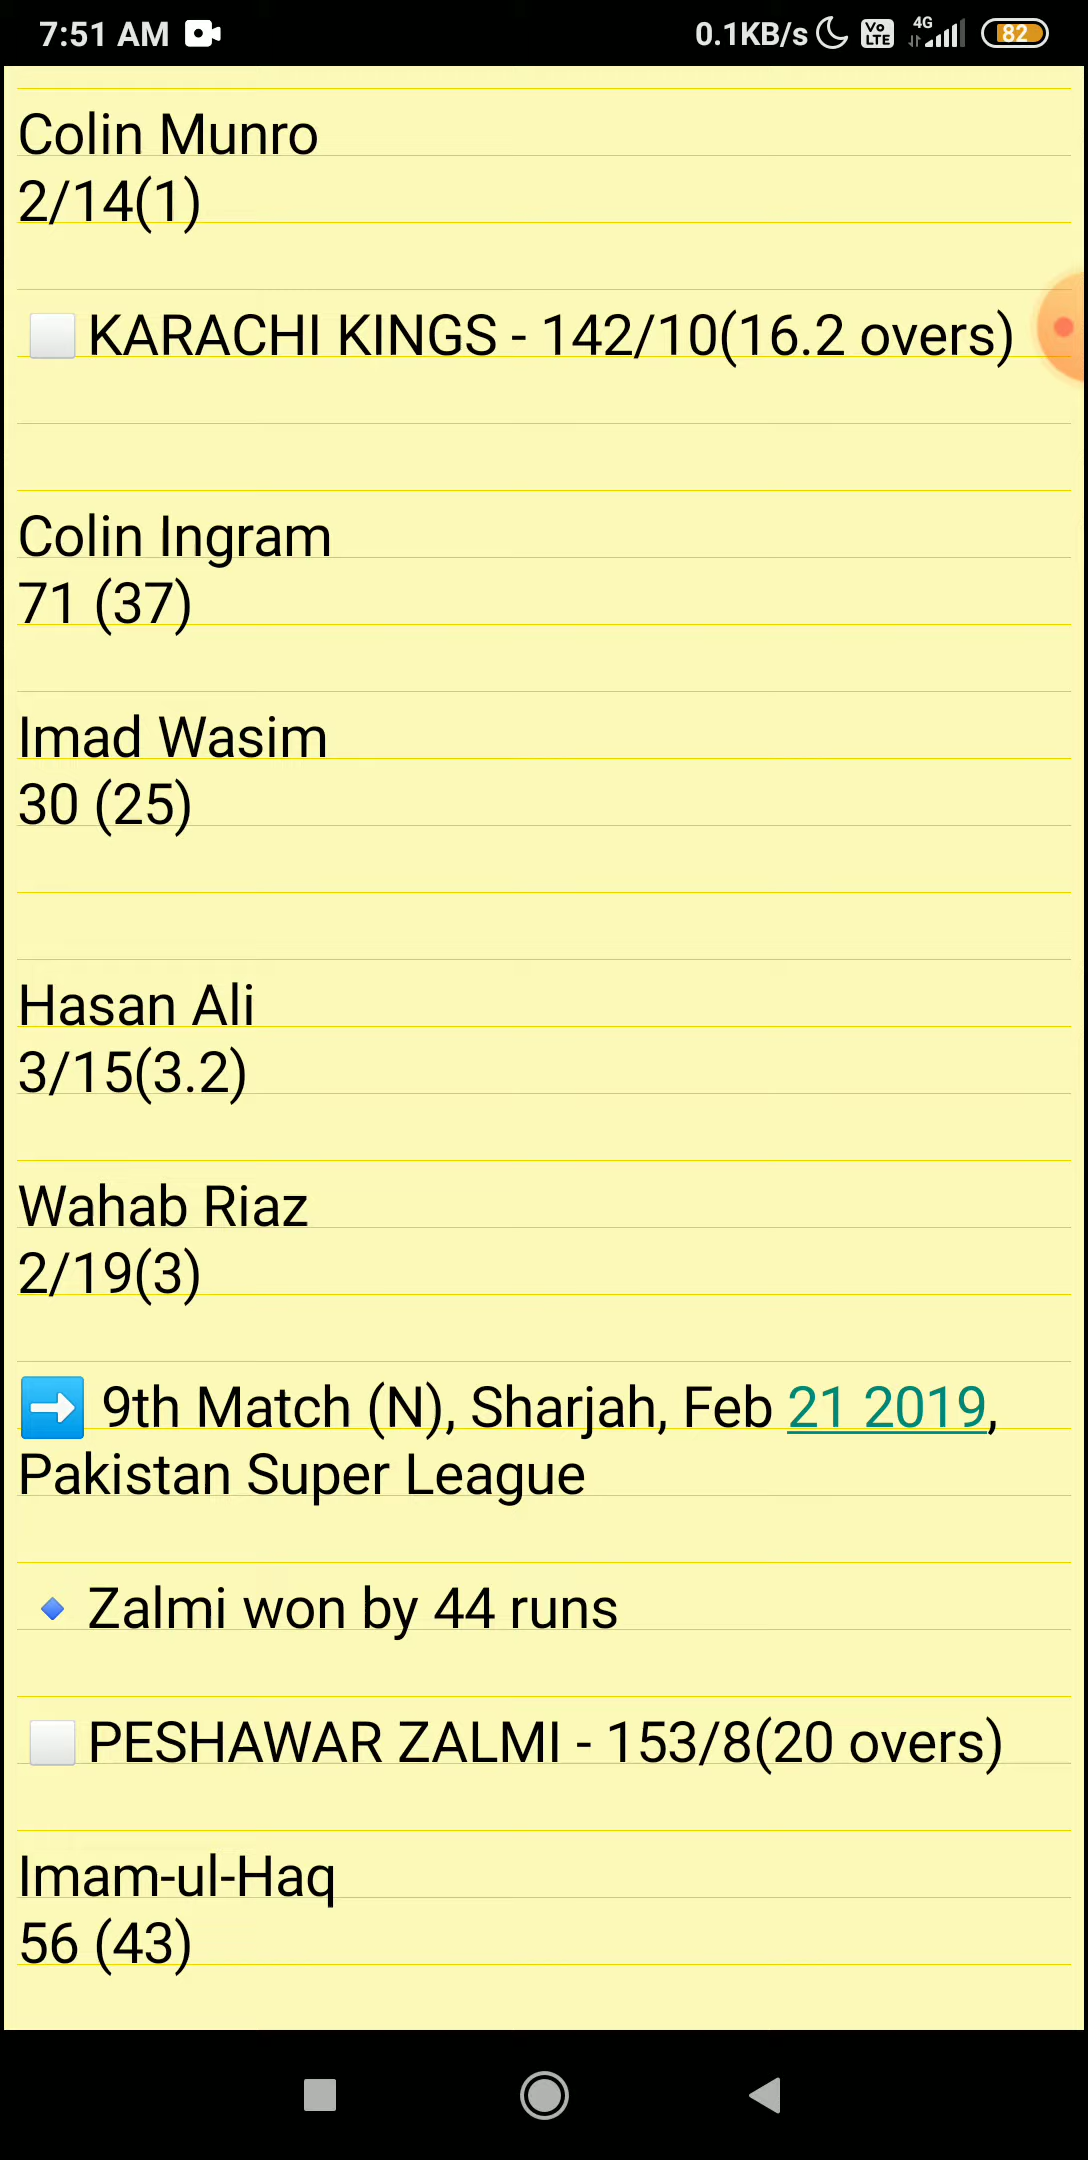 7:51 AM
0.1KB/s Vo LTE 4G 82
Colin Munro
2/14(1)
KARACHI KINGS - 142/10(16.2 overs)
Colin Ingram
71 (37)
Imad Wasim
30 (25)
Hasan Ali
3/15(3.2)
Wahab Riaz
2/19(3)
➡ 9th Match (N), Sharjah, Feb 21 2019,
Pakistan Super League
🔹Zalmi won by 44 runs
PESHAWAR ZALMI - 153/8(20 overs)
Imam-ul-Haq
56 (43)